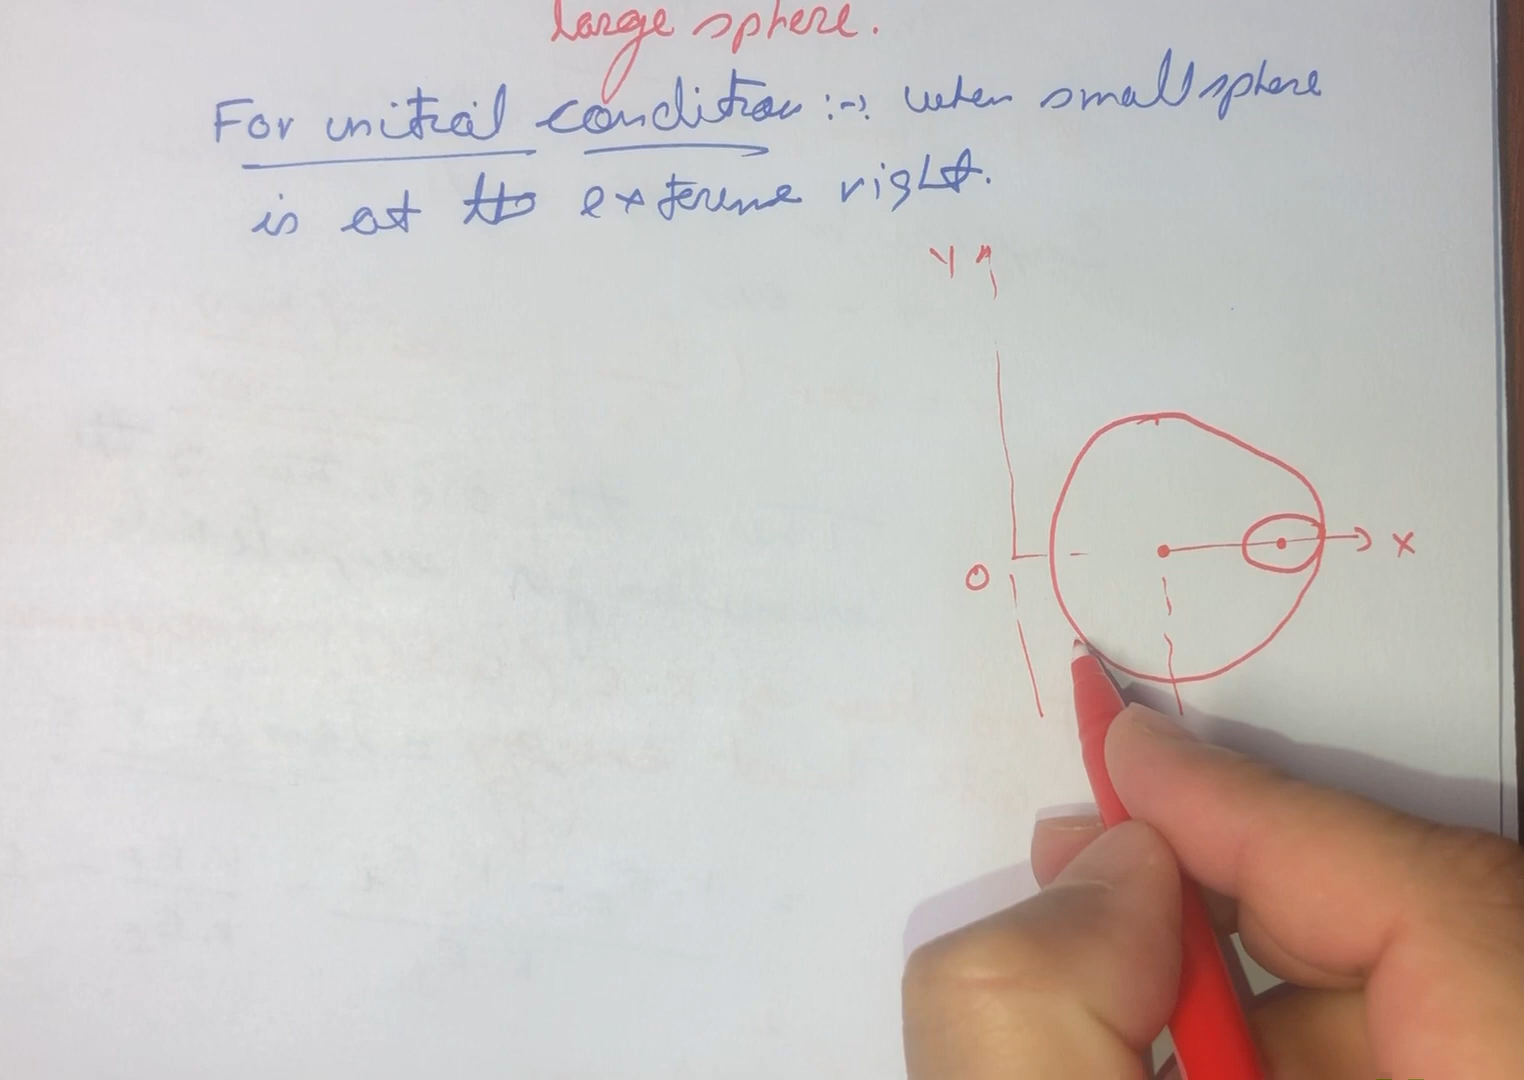 large sphere.
For initial condition :→ when small sphere
is at the extreme right.
Y
O
X